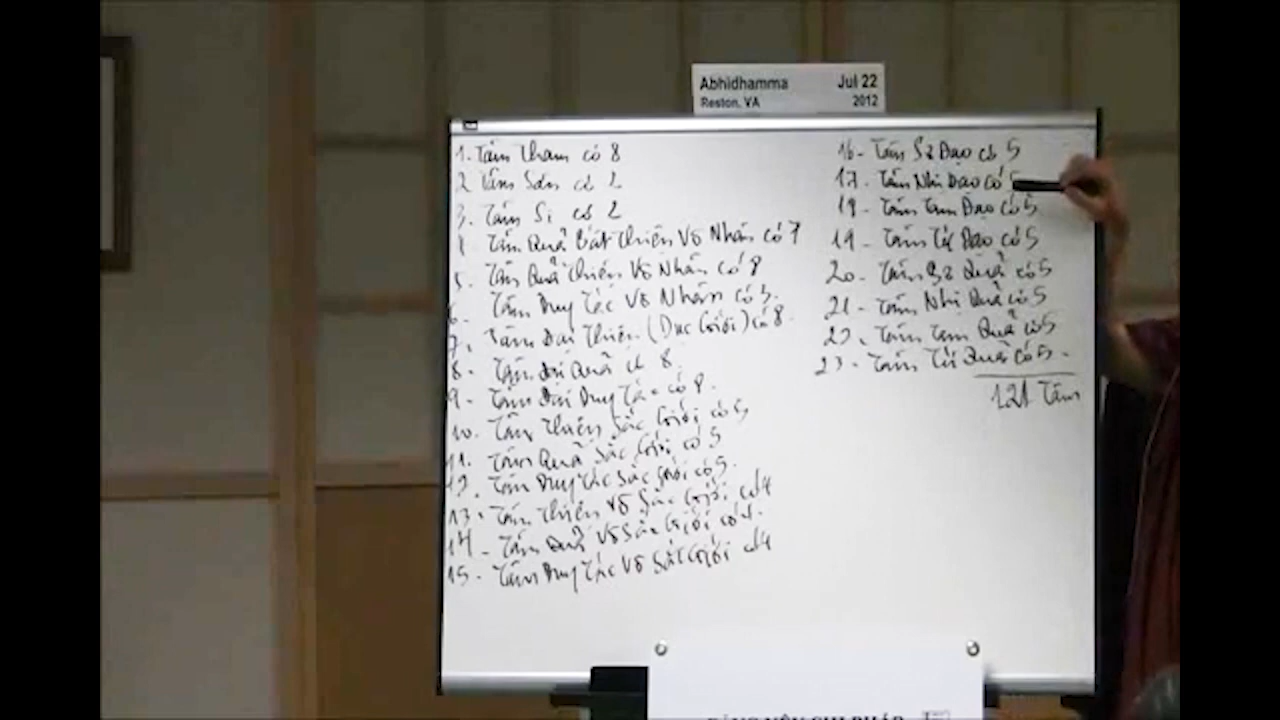 Abhidhamma Jul 22
Reston, VA 2012
1. Tâm Tham có 8
2 Tâm Sân có 2
3. Tâm Si có 2
4 Tâm Quả Bất Thiện Vô Nhân có 7
5. Tâm Quả Thiện Vô Nhân có 8
6. Tâm Duy Tác Vô Nhân có 3.
7. Tâm Đại Thiện (Dục Giới) có 8.
8. Tâm Đại Quả có 8.
9. Tâm Đại Duy Tác có 8.
10. Tâm Thiện Sắc Giới có 5
11. Tâm Quả Sắc Giới có 5
12. Tâm Duy Tác Sắc Giới có 5.
13. Tâm Thiện Vô Sắc Giới có 4
14 - Tâm Quả Vô Sắc Giới có 4.
15. Tâm Duy Tác Vô Sắc Giới có 4
16 - Tâm Sơ Đạo có 5
17 - Tâm Nhị Đạo có 5
18 - Tâm Tam Đạo có 5
19 - Tâm Tứ Đạo có 5
20 - Tâm Sơ Quả có 5
21 - Tâm Nhị Quả có 5
22. Tâm Tam Quả có 5
23 - Tâm Tứ Quả có 5.
121 Tâm